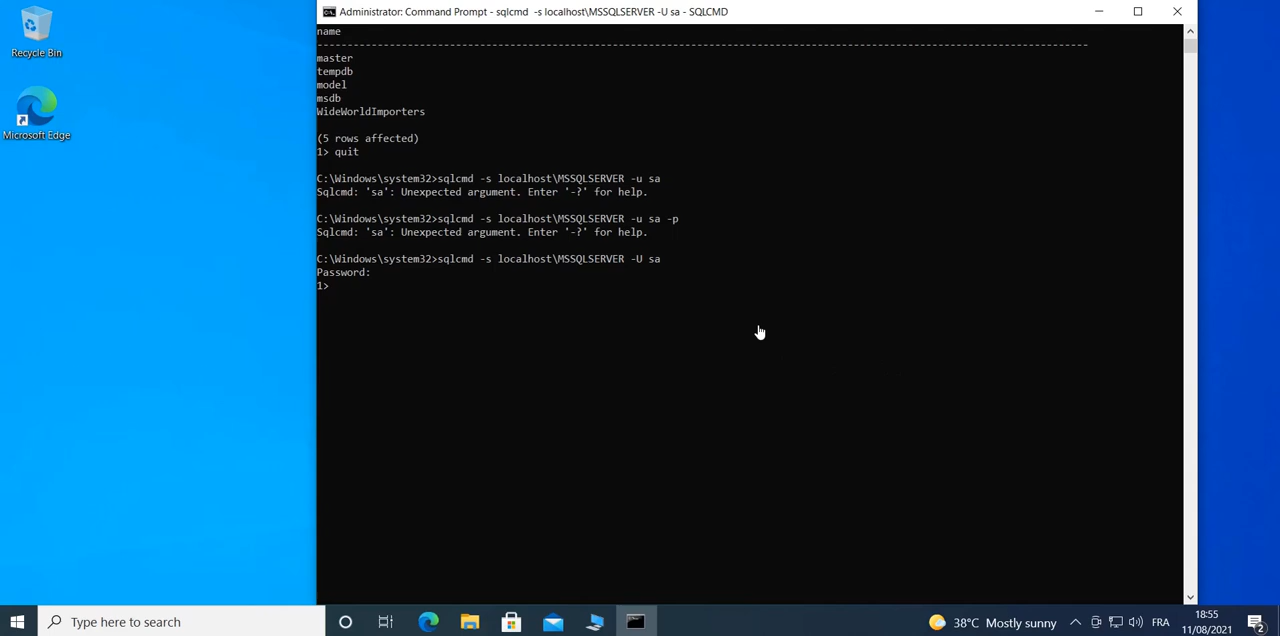 Recycle Bin
Microsoft Edge
Administrator: Command Prompt - sqlcmd  -s localhost\MSSQLSERVER -U sa - SQLCMD
name
--------------------------------------------------------------------------------------------------------------------------------
master
tempdb
model
msdb
WideWorldImporters
(5 rows affected)
1> quit
C:\Windows\system32>sqlcmd -s localhost\MSSQLSERVER -u sa
Sqlcmd: 'sa': Unexpected argument. Enter '-?' for help.
C:\Windows\system32>sqlcmd -s localhost\MSSQLSERVER -u sa -p
Sqlcmd: 'sa': Unexpected argument. Enter '-?' for help.
C:\Windows\system32>sqlcmd -s localhost\MSSQLSERVER -U sa
Password:
1>
Type here to search
38°C Mostly sunny
FRA
18:55
11/08/2021
2